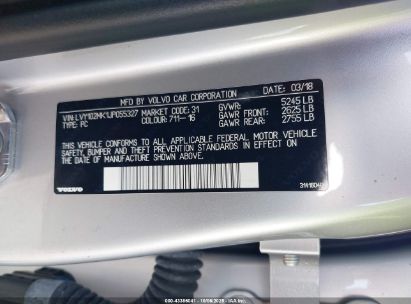 MFD BY VOLVO CAR CORPORATION
DATE: 03/18
VIN: LVY102MK1JP055327
MARKET CODE: 31
GVWR: 5245 LB
TYPE: PC
COLOUR: 711-16
GAWR FRONT: 2625 LB
GAWR REAR: 2755 LB
THIS VEHICLE CONFORMS TO ALL APPLICABLE FEDERAL MOTOR VEHICLE
SAFETY, BUMPER AND THEFT PREVENTION STANDARDS IN EFFECT ON
THE DATE OF MANUFACTURE SHOWN ABOVE.
VOLVO